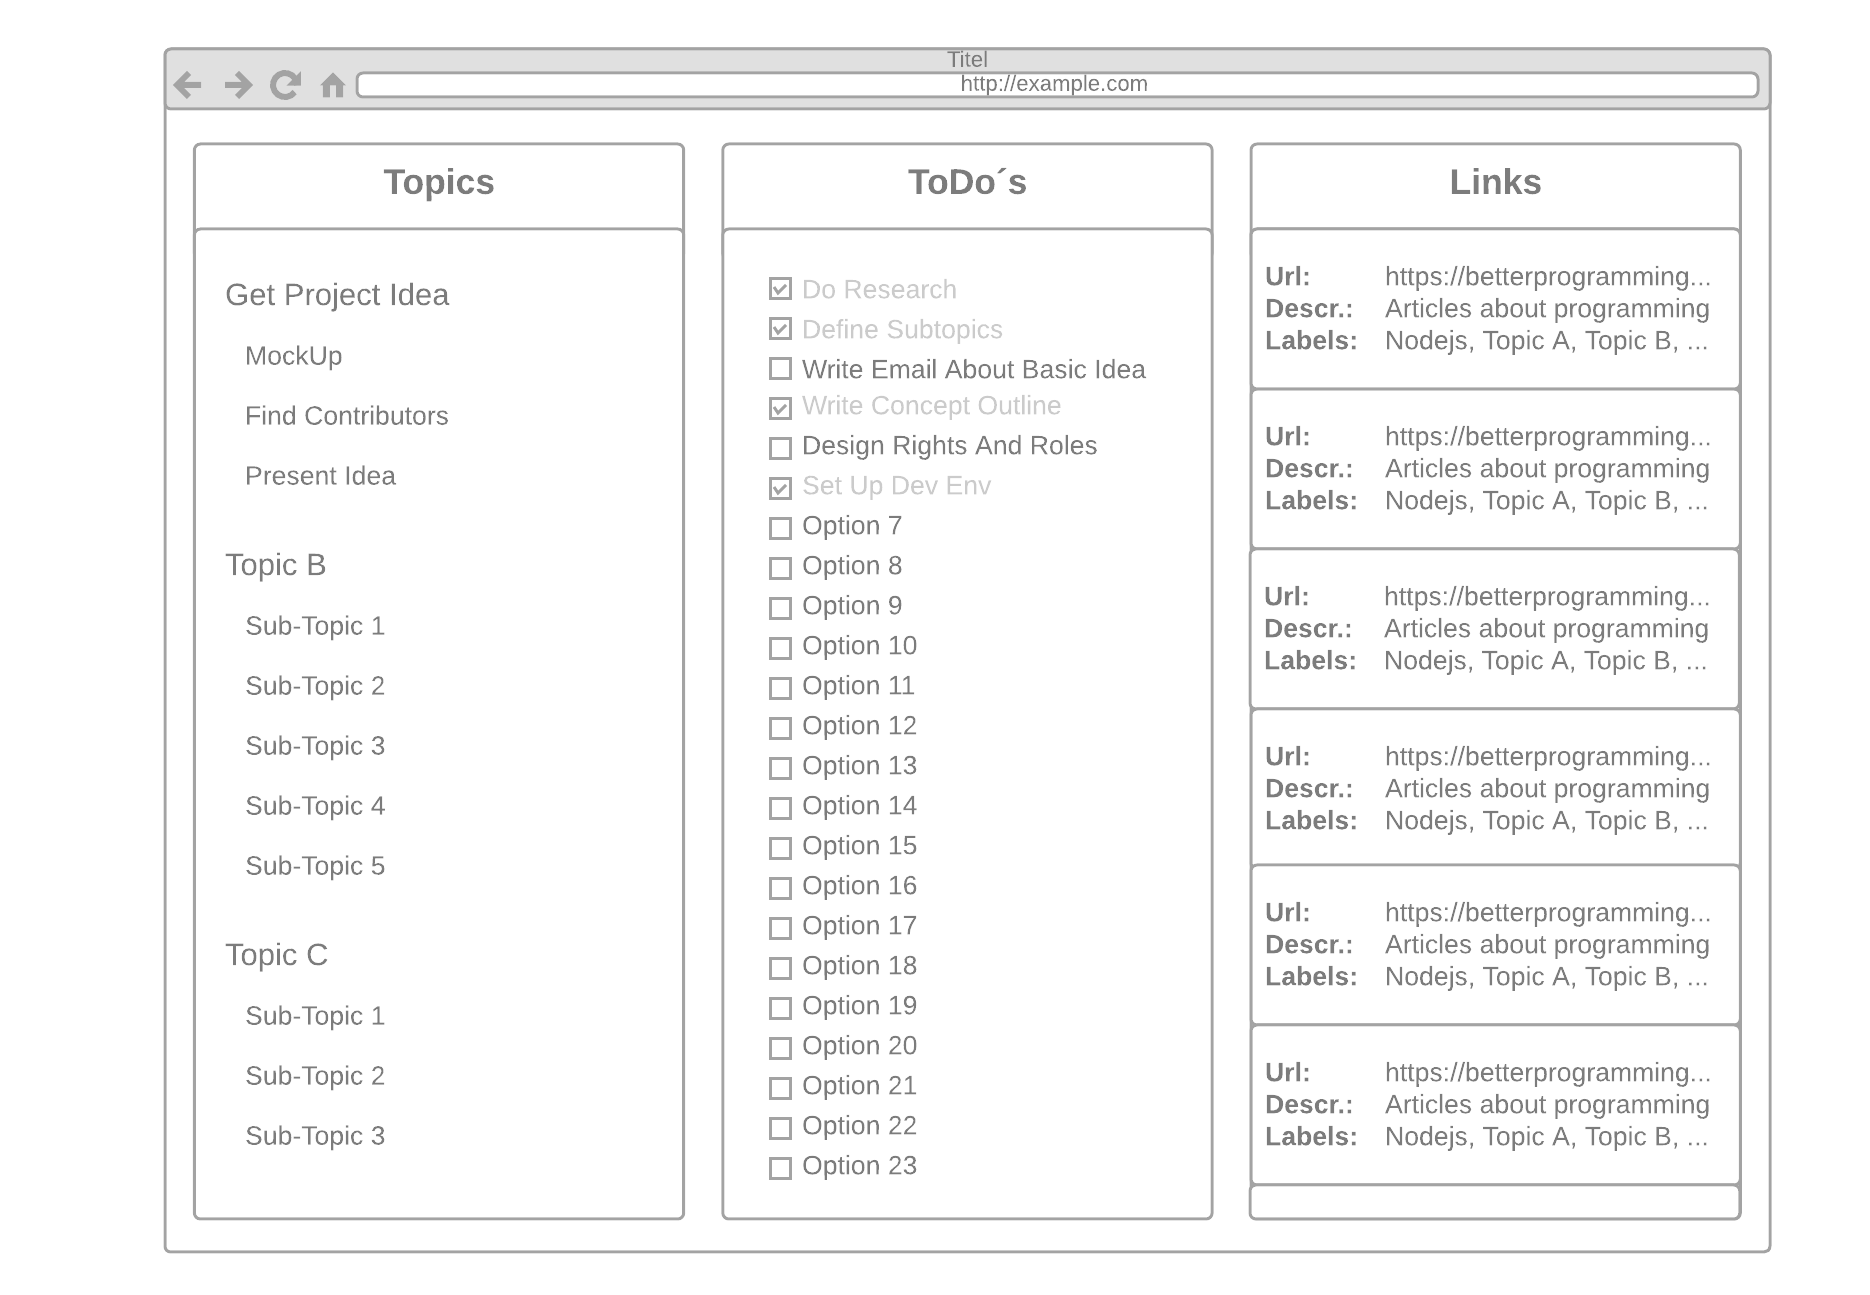 Titel
http://example.com
Topics
Get Project Idea
MockUp
Find Contributors
Present Idea
Topic B
Sub-Topic 1
Sub-Topic 2
Sub-Topic 3
Sub-Topic 4
Sub-Topic 5
Topic C
Sub-Topic 1
Sub-Topic 2
Sub-Topic 3
ToDo´s
Do Research
Define Subtopics
Write Email About Basic Idea
Write Concept Outline
Design Rights And Roles
Set Up Dev Env
Option 7
Option 8
Option 9
Option 10
Option 11
Option 12
Option 13
Option 14
Option 15
Option 16
Option 17
Option 18
Option 19
Option 20
Option 21
Option 22
Option 23
Links
Url: https://betterprogramming...
Descr.: Articles about programming
Labels: Nodejs, Topic A, Topic B, ...
Url: https://betterprogramming...
Descr.: Articles about programming
Labels: Nodejs, Topic A, Topic B, ...
Url: https://betterprogramming...
Descr.: Articles about programming
Labels: Nodejs, Topic A, Topic B, ...
Url: https://betterprogramming...
Descr.: Articles about programming
Labels: Nodejs, Topic A, Topic B, ...
Url: https://betterprogramming...
Descr.: Articles about programming
Labels: Nodejs, Topic A, Topic B, ...
Url: https://betterprogramming...
Descr.: Articles about programming
Labels: Nodejs, Topic A, Topic B, ...